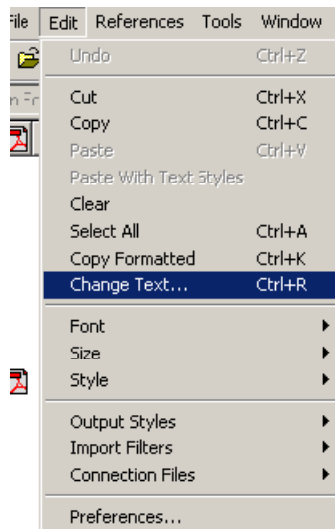 File Edit References Tools Window
Undo Ctrl+Z
Cut Ctrl+X
Copy Ctrl+C
Paste Ctrl+V
Paste With Text Styles
Clear
Select All Ctrl+A
Copy Formatted Ctrl+K
Change Text... Ctrl+R
Font
Size
Style
Output Styles
Import Filters
Connection Files
Preferences...